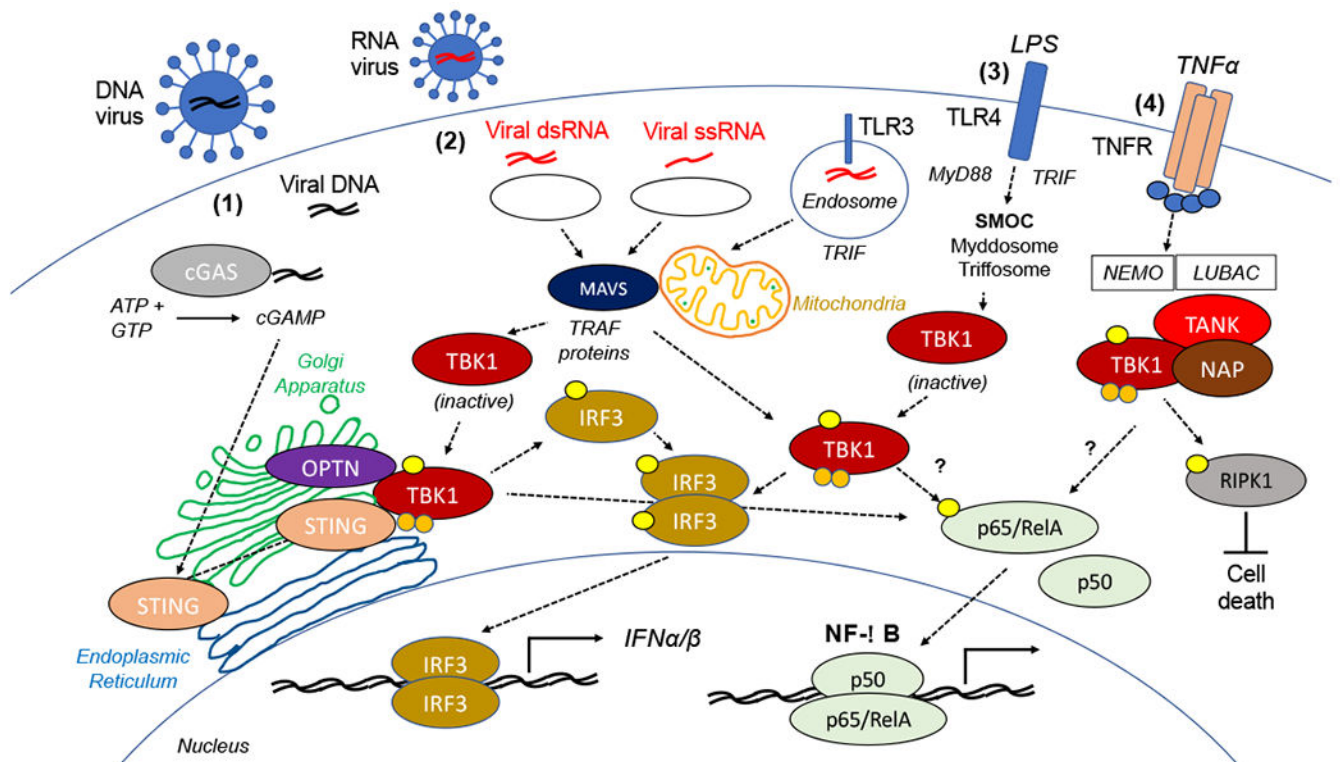 DNA
virus
RNA
virus
(1)
Viral DNA
cGAS
ATP +
GTP
cGAMP
Golgi
Apparatus
OPTN
TBK1
STING
STING
Endoplasmic
Reticulum
(2)
Viral dsRNA
Viral ssRNA
TLR3
Endosome
TRIF
MAVS
Mitochondria
TRAF
proteins
TBK1
(inactive)
IRF3
IRF3
IRF3
TBK1
(3)
LPS
TLR4
MyD88
TRIF
SMOC
Myddosome
Triffosome
TBK1
(inactive)
?
(4)
TNFα
TNFR
NEMO
LUBAC
TANK
TBK1
NAP
?
RIPK1
Cell
death
p65/RelA
p50
Nucleus
IRF3
IRF3
IFNα/β
NF-! B
p50
p65/RelA